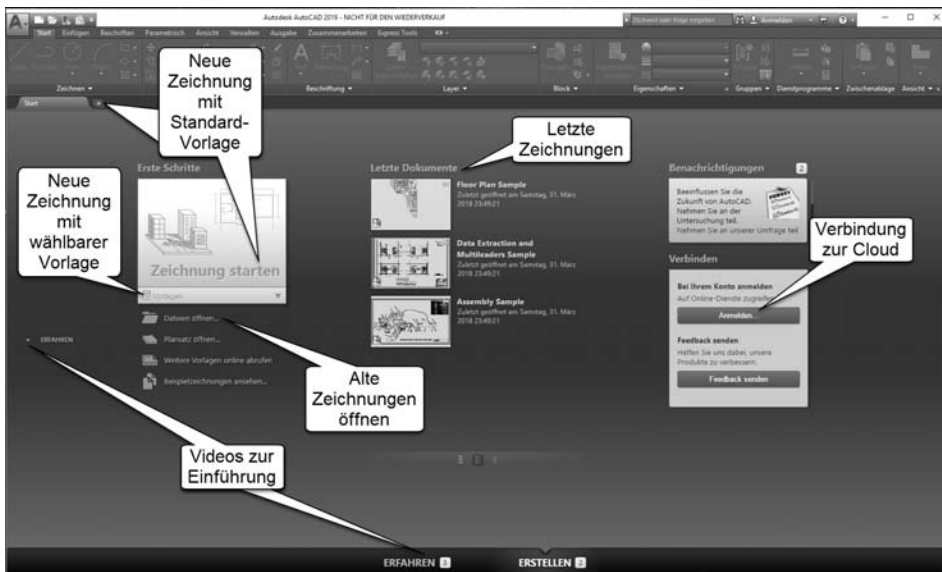 Autodesk AutoCAD 2019 - NICHT FÜR DEN WIEDERVERKAUF
Stichwort oder Frage eingeben
Anmelden
Start Einfügen Beschriften Parametrisch Ansicht Verwalten Ausgabe Zusammenarbeiten Express Tools
Zeichnen
Beschriftung
Layer
Block
Eigenschaften
Gruppen
Dienstprogramme
Zwischenablage
Ansicht
Start
Neue
Zeichnung
mit
Standard-
Vorlage
Letzte
Zeichnungen
Neue
Zeichnung
mit
wählbarer
Vorlage
Erste Schritte
Zeichnung starten
Vorlagen
Dateien öffnen...
Plansatz öffnen...
Weitere Vorlagen online abrufen
Beispielzeichnungen ansehen...
ERFAHREN
Letzte Dokumente
Floor Plan Sample
Zuletzt geöffnet am Samstag, 31. März
2018 23:49:21
Data Extraction and
Multileaders Sample
Zuletzt geöffnet am Samstag, 31. März
2018 23:49:21
Assembly Sample
Zuletzt geöffnet am Samstag, 31. März
2018 23:49:21
Benachrichtigungen 2
Beeinflussen Sie die
Zukunft von AutoCAD.
Nehmen Sie an der
Untersuchung teil.
Nehmen Sie an unserer Umfrage teil
SURVEY
Verbindung
zur Cloud
Verbinden
Bei Ihrem Konto anmelden
Auf Online-Dienste zugreifen
Anmelden...
Feedback senden
Helfen Sie uns dabei, unsere
Produkte zu verbessern.
Feedback senden
Alte
Zeichnungen
öffnen
Videos zur
Einführung
ERFAHREN 3 ERSTELLEN 2